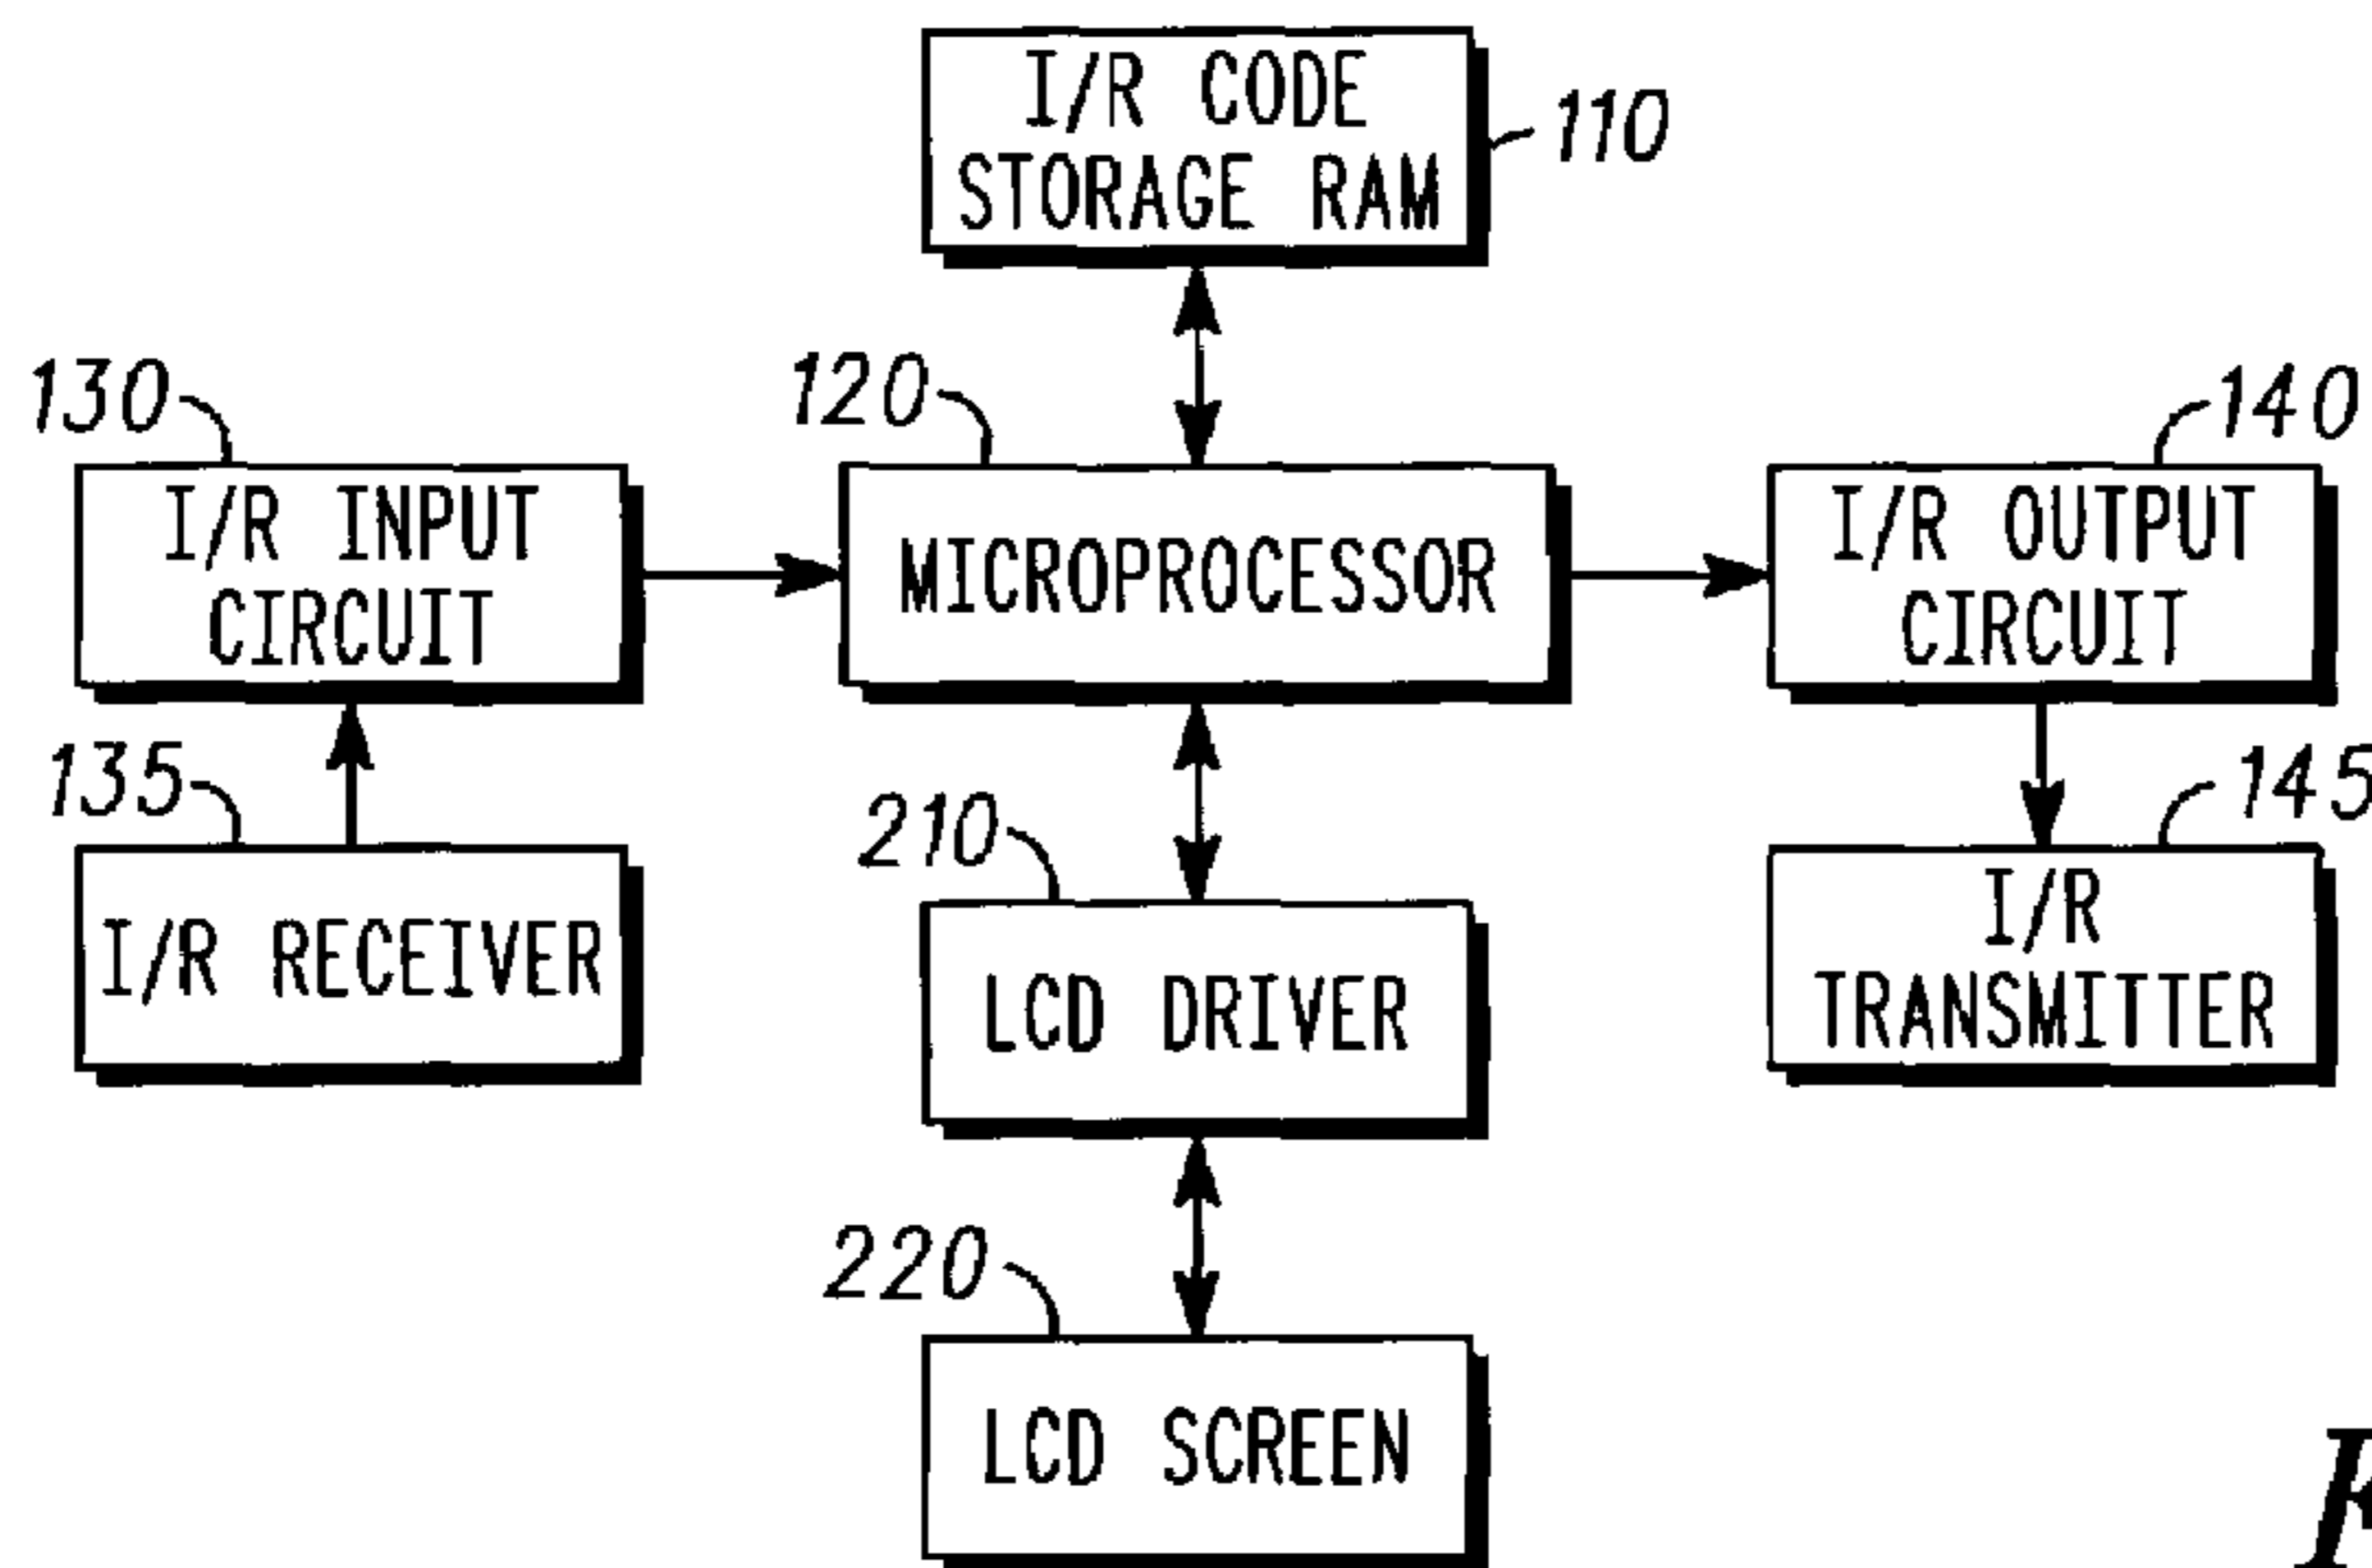 I/R CODE
STORAGE RAM
110
130
120
140
I/R INPUT
CIRCUIT
MICROPROCESSOR
I/R OUTPUT
CIRCUIT
135
210
145
I/R RECEIVER
LCD DRIVER
I/R
TRANSMITTER
220
LCD SCREEN